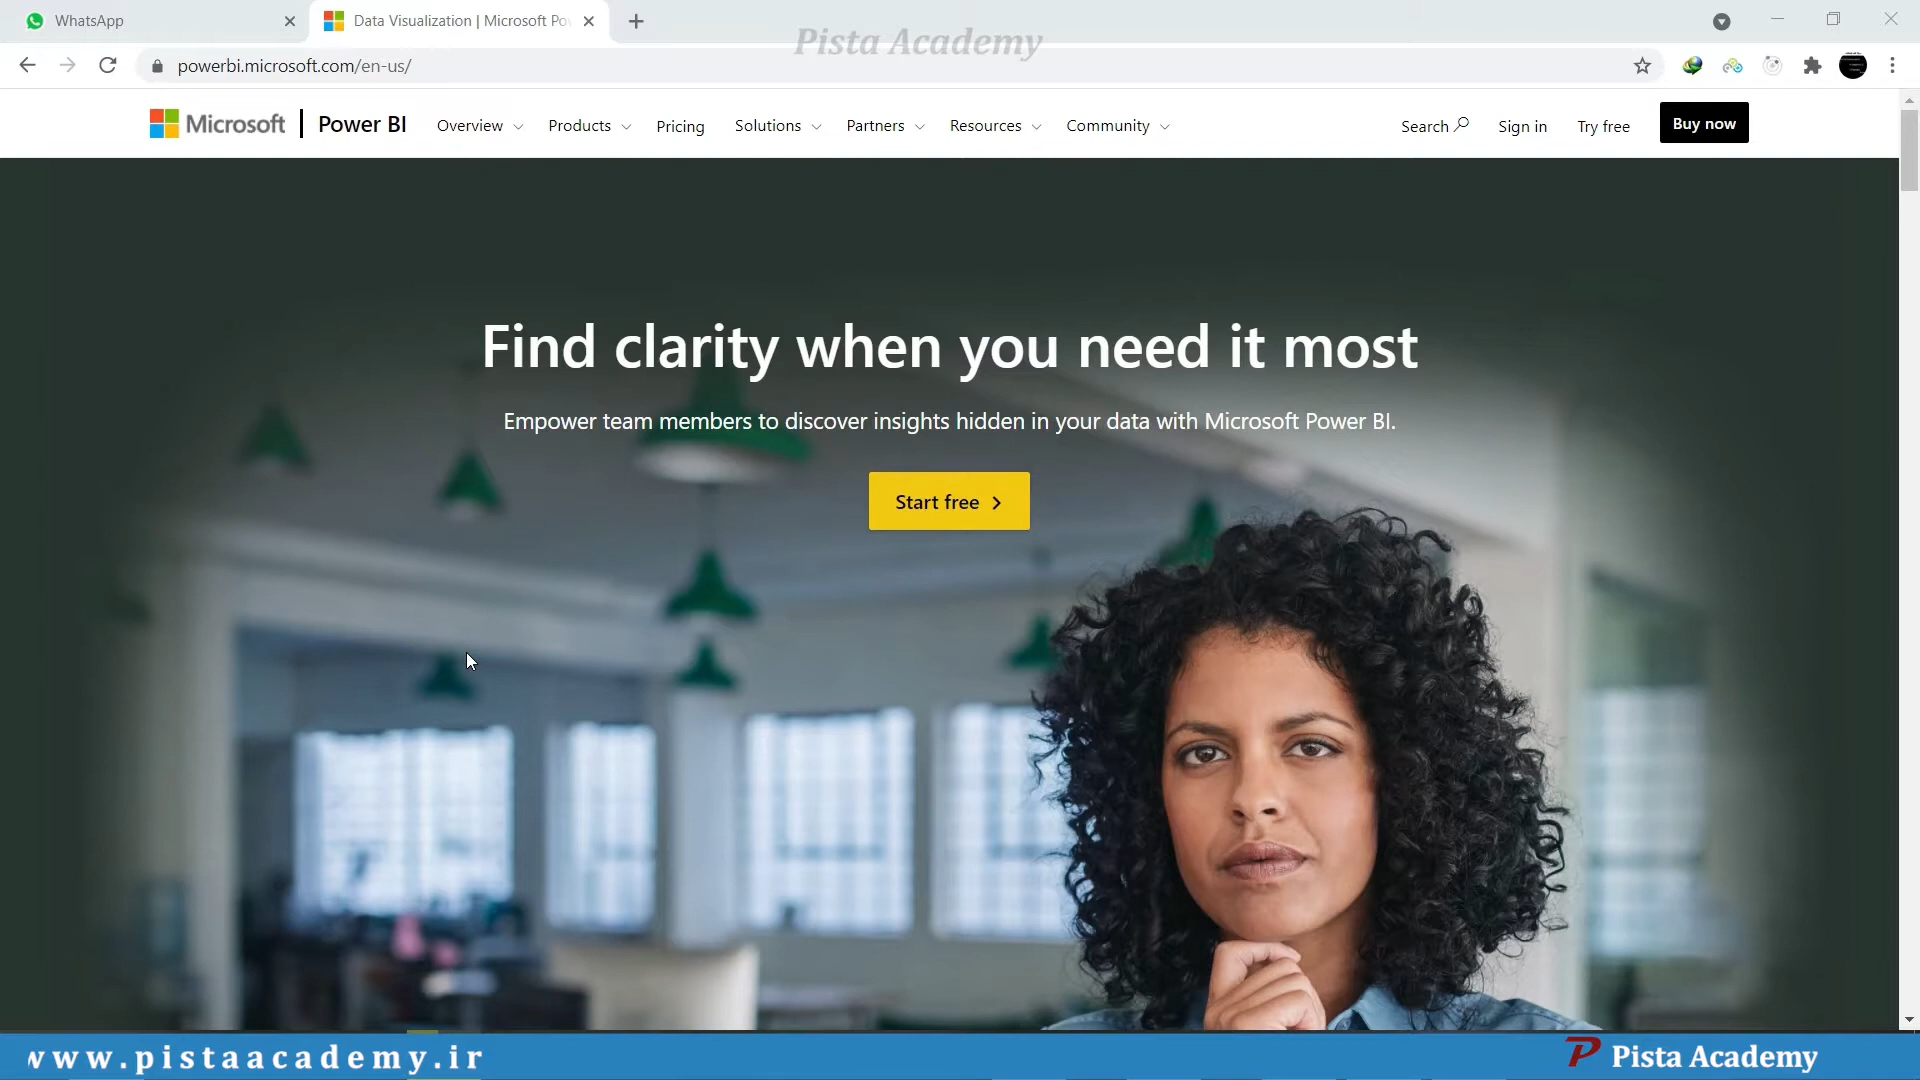 WhatsApp
Data Visualization | Microsoft Po
Pista Academy
powerbi.microsoft.com/en-us/
Microsoft | Power BI Overview Products Pricing Solutions Partners Resources Community Search Sign in Try free Buy now
Find clarity when you need it most
Empower team members to discover insights hidden in your data with Microsoft Power BI.
Start free
www.pistaacademy.ir
Pista Academy